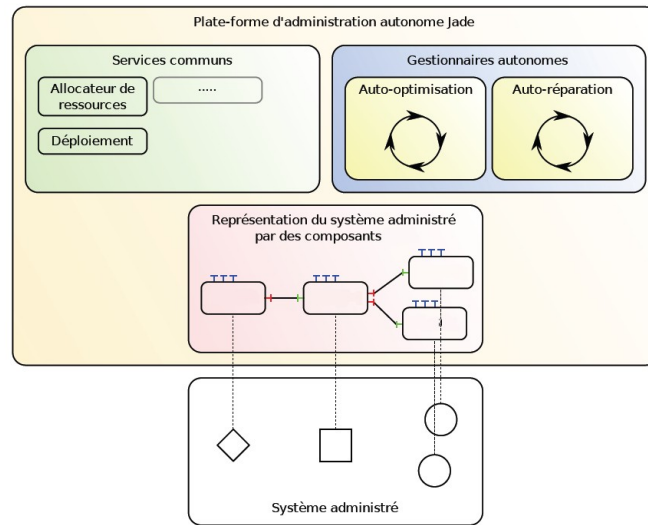 Plate-forme d'administration autonome Jade
Services communs
Allocateur de
ressources
.....
Déploiement
Gestionnaires autonomes
Auto-optimisation
Auto-réparation
Représentation du système administré
par des composants
Système administré